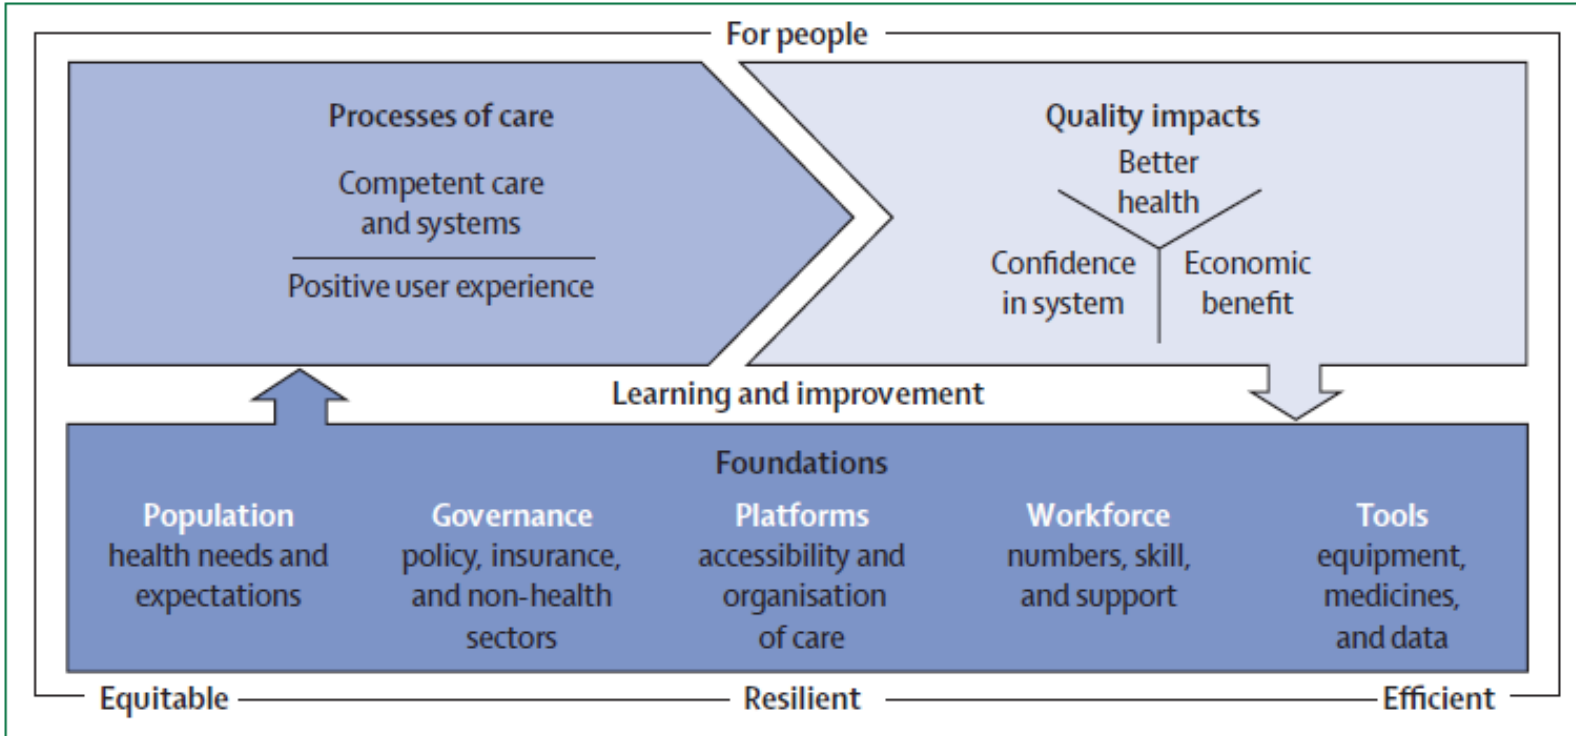 For people
Processes of care
Competent care
and systems
Positive user experience
Quality impacts
Better
health
Confidence
in system
Economic
benefit
Learning and improvement
Foundations
Population
health needs and
expectations
Governance
policy, insurance,
and non-health
sectors
Platforms
accessibility and
organisation
of care
Workforce
numbers, skill,
and support
Tools
equipment,
medicines,
and data
Equitable
Resilient
Efficient